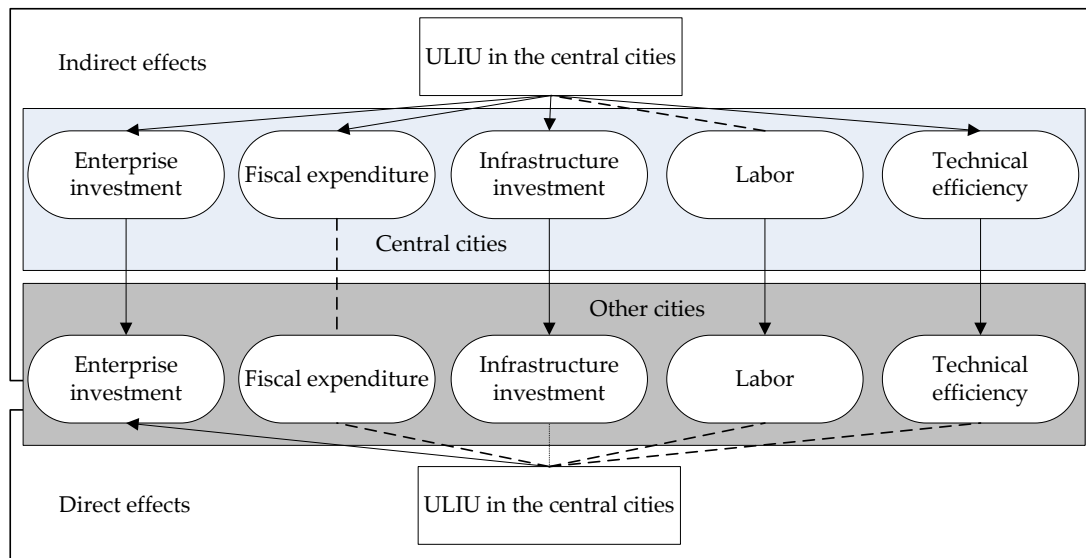 ULIU in the central cities
Indirect effects
Enterprise
investment
Fiscal expenditure
Infrastructure
investment
Labor
Technical
efficiency
Central cities
Other cities
Enterprise
investment
Fiscal expenditure
Infrastructure
investment
Labor
Technical
efficiency
ULIU in the central cities
Direct effects